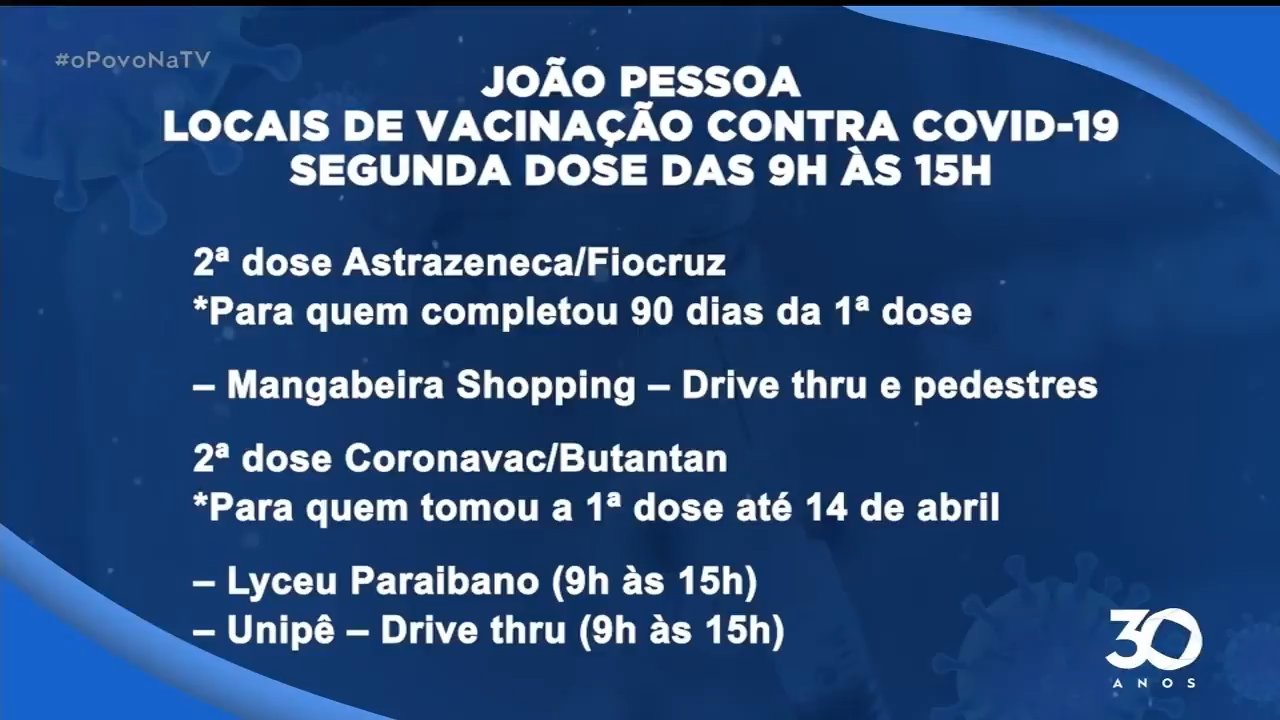 #oPovoNaTV
JOÃO PESSOA
LOCAIS DE VACINAÇÃO CONTRA COVID-19
SEGUNDA DOSE DAS 9H ÀS 15H
2ª dose Astrazeneca/Fiocruz
*Para quem completou 90 dias da 1ª dose
– Mangabeira Shopping – Drive thru e pedestres
2ª dose Coronavac/Butantan
*Para quem tomou a 1ª dose até 14 de abril
– Lyceu Paraibano (9h às 15h)
– Unipê – Drive thru (9h às 15h)
30
ANOS